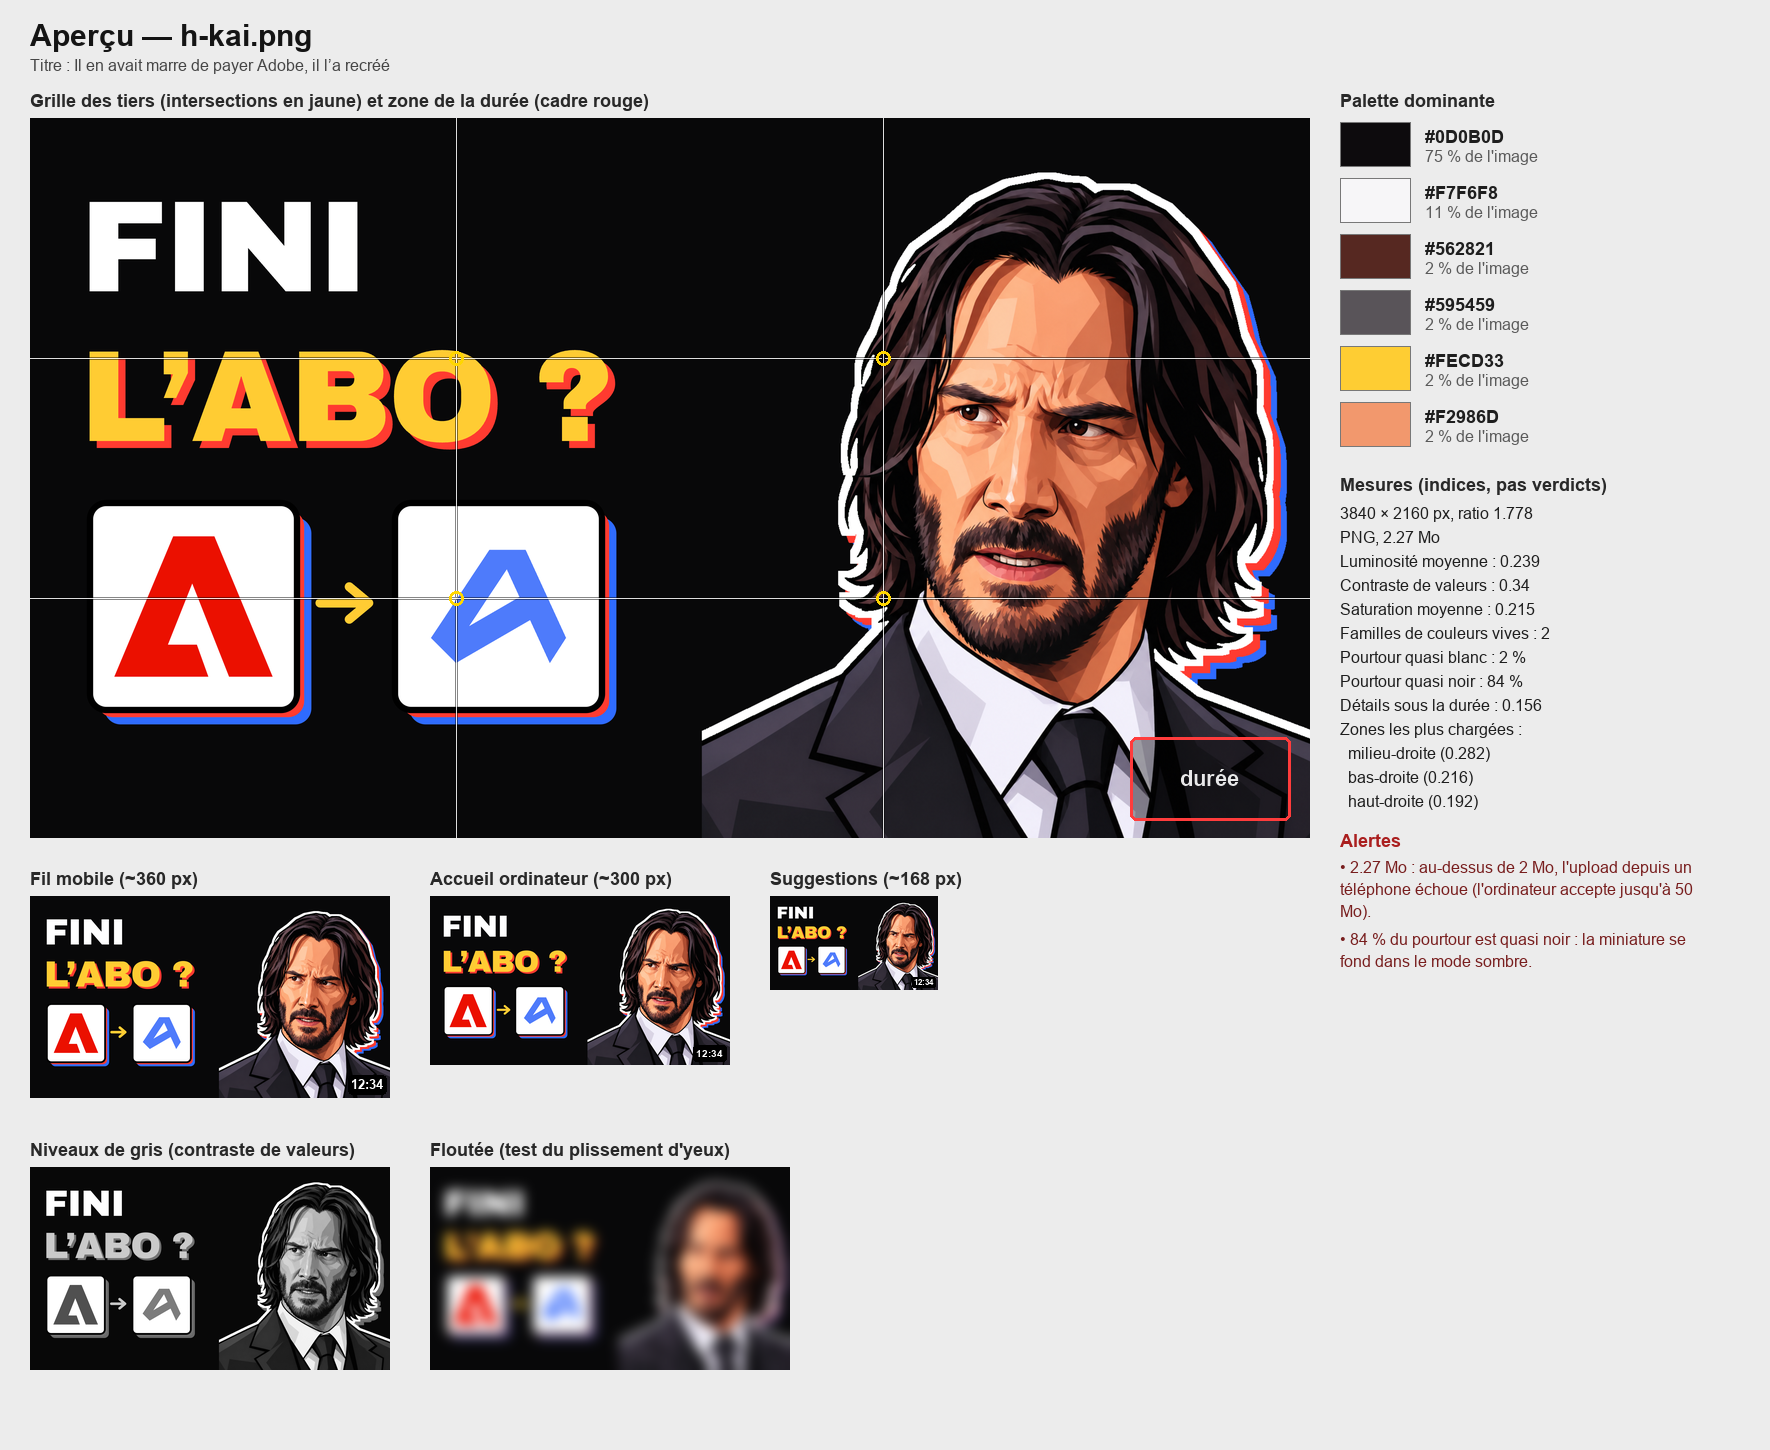 Aperçu — h-kai.png
Titre : Il en avait marre de payer Adobe, il l’a recréé
Grille des tiers (intersections en jaune) et zone de la durée (cadre rouge)
FINI
L’ABO ?
durée
Palette dominante
#0D0B0D
75 % de l'image
#F7F6F8
11 % de l'image
#562821
2 % de l'image
#595459
2 % de l'image
#FECD33
2 % de l'image
#F2986D
2 % de l'image
Mesures (indices, pas verdicts)
3840 × 2160 px, ratio 1.778
PNG, 2.27 Mo
Luminosité moyenne : 0.239
Contraste de valeurs : 0.34
Saturation moyenne : 0.215
Familles de couleurs vives : 2
Pourtour quasi blanc : 2 %
Pourtour quasi noir : 84 %
Détails sous la durée : 0.156
Zones les plus chargées :
milieu-droite (0.282)
bas-droite (0.216)
haut-droite (0.192)
Alertes
• 2.27 Mo : au-dessus de 2 Mo, l'upload depuis un
téléphone échoue (l'ordinateur accepte jusqu'à 50
Mo).
• 84 % du pourtour est quasi noir : la miniature se
fond dans le mode sombre.
Fil mobile (~360 px)
FINI
L’ABO ?
12:34
Accueil ordinateur (~300 px)
FINI
L’ABO ?
12:34
Suggestions (~168 px)
FINI
L’ABO ?
12:34
Niveaux de gris (contraste de valeurs)
FINI
L’ABO ?
Floutée (test du plissement d'yeux)
FINI
L’ABO ?